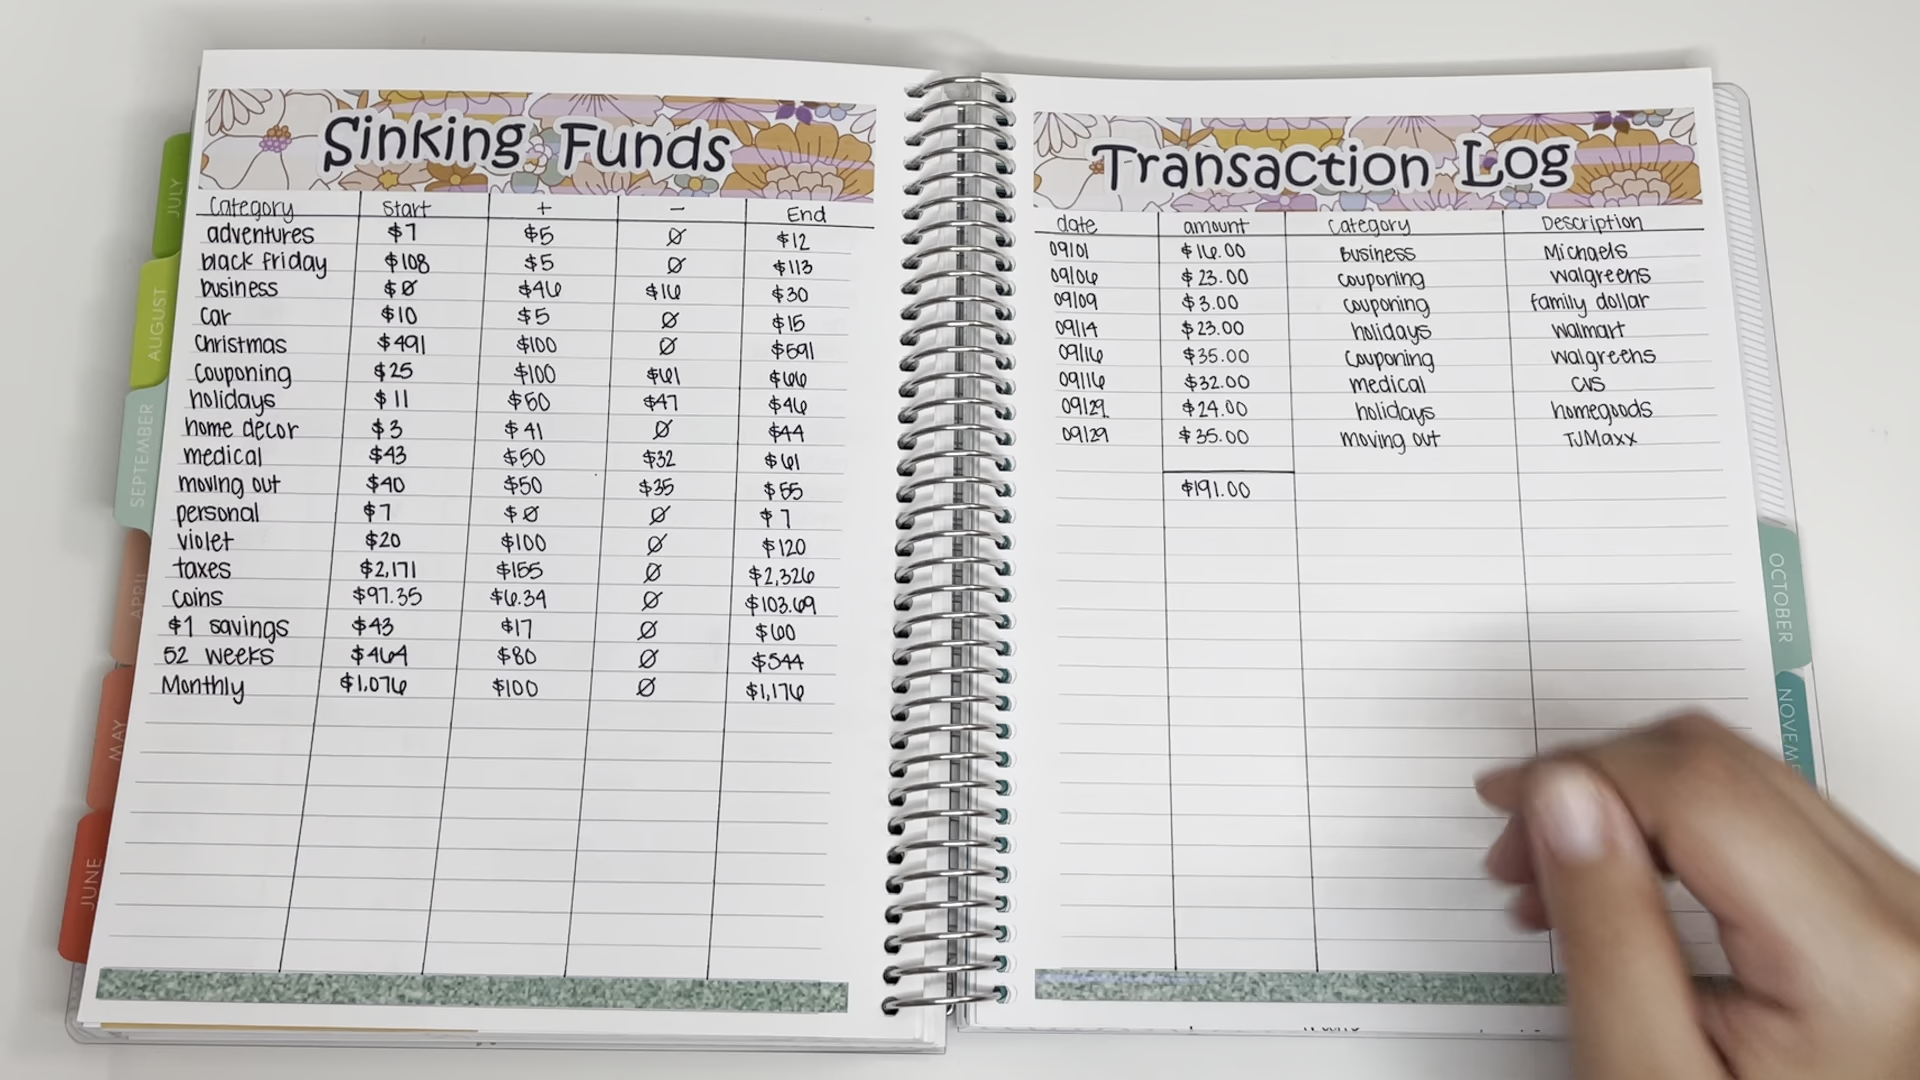 Sinking Funds
Category Start + - End
adventures $7 $5 Ø $12
black friday $108 $5 Ø $113
business $Ø $46 $16 $30
car $10 $5 Ø $15
Christmas $491 $100 Ø $591
Couponing $25 $100 $61 $66
holidays $11 $50 $47 $46
home decor $3 $41 Ø $44
medical $43 $50 $32 $61
moving out $40 $50 $35 $55
personal $7 $Ø Ø $7
violet $20 $100 Ø $120
taxes $2,171 $155 Ø $2,326
coins $97.35 $6.34 Ø $103.69
$1 savings $43 $17 Ø $60
52 weeks $464 $80 Ø $544
Monthly $1,076 $100 Ø $1,176
Transaction Log
date amount Category Description
09/01 $16.00 Business Michaels
09/06 $23.00 couponing walgreens
09/09 $3.00 couponing family dollar
09/14 $23.00 holidays walmart
09/16 $35.00 Couponing walgreens
09/16 $32.00 medical CVS
09/29 $24.00 holidays homegoods
09/29 $35.00 moving out TJMaxx
$191.00
JULY
AUGUST
SEPTEMBER
APRIL
MAY
JUNE
OCTOBER
NOVEM